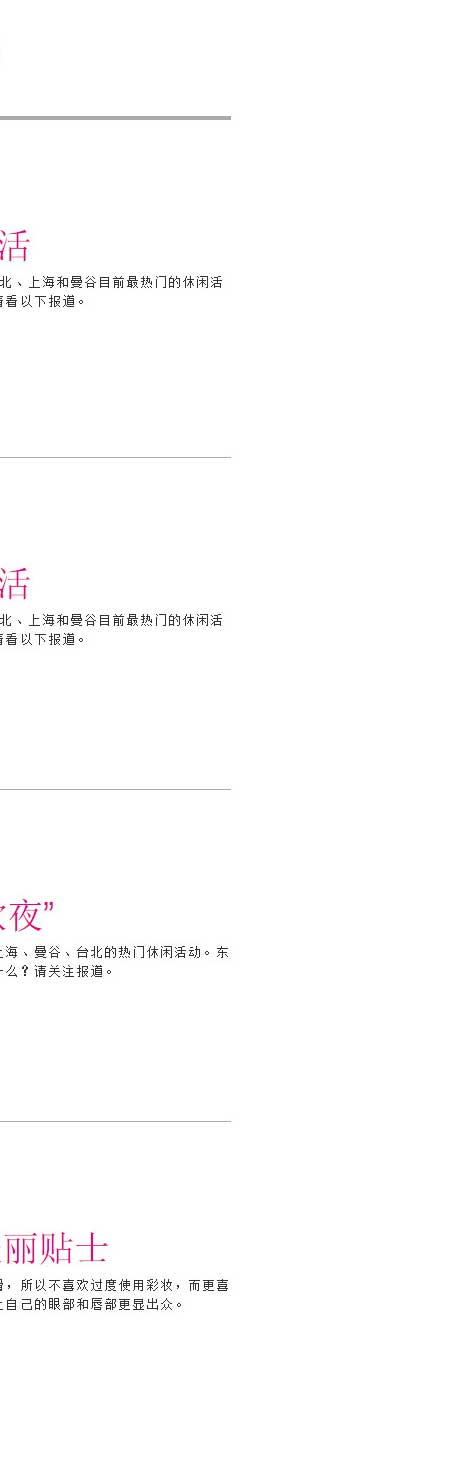 活
北、上海和曼谷目前最热门的休闲活
看以下报道。
活
北、上海和曼谷目前最热门的休闲活
看以下报道。
夜”
海、曼谷、台北的热门休闲活动。东
么？请关注报道。
丽贴士
，所以不喜欢过度使用彩妆，而更喜
自己的眼部和唇部更显出众。